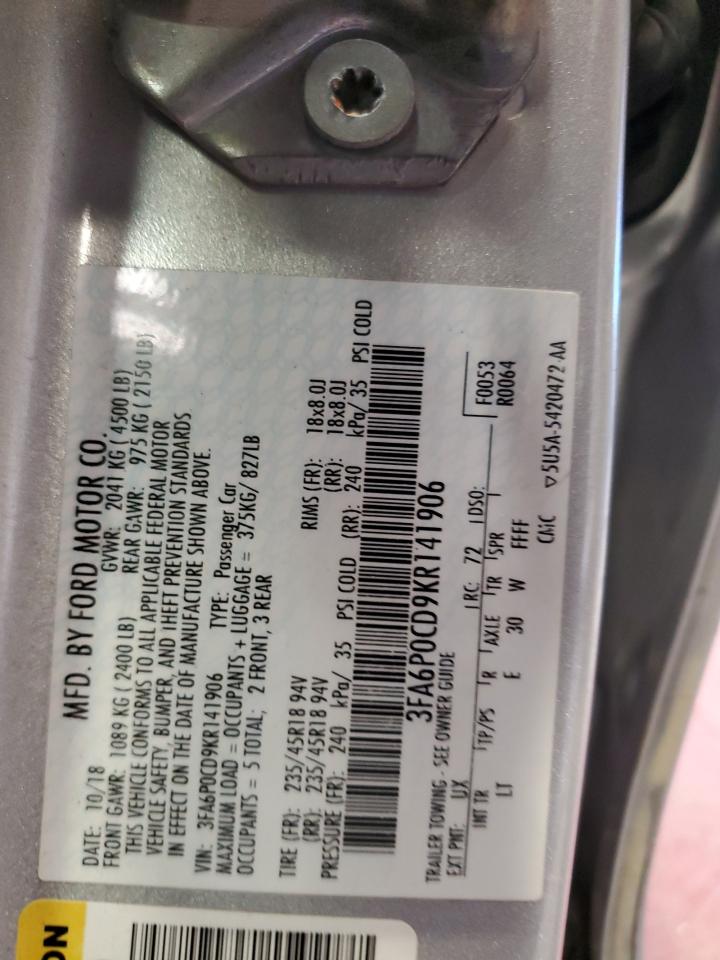 MFD. BY FORD MOTOR CO.
DATE: 10/18 GVWR: 2041 KG ( 4500 LB)
FRONT GAWR: 1089 KG ( 2400 LB) REAR GAWR: 975 KG ( 2150 LB)
THIS VEHICLE CONFORMS TO ALL APPLICABLE FEDERAL MOTOR
VEHICLE SAFETY, BUMPER, AND THEFT PREVENTION STANDARDS
IN EFFECT ON THE DATE OF MANUFACTURE SHOWN ABOVE.
VIN: 3FA6P0CD9KR141906 TYPE: Passenger Car
MAXIMUM LOAD = OCCUPANTS + LUGGAGE = 375KG/ 827LB
OCCUPANTS = 5 TOTAL; 2 FRONT, 3 REAR
TIRE (FR): 235/45R18 94V RIMS (FR): 18x8.0J
(RR): 235/45R18 94V (RR): 18x8.0J
PRESSURE (FR): 240 kPa/ 35 PSI COLD (RR): 240 kPa/ 35 PSI COLD
3FA6P0CD9KR141906
TRAILER TOWING - SEE OWNER GUIDE
EXT PNT: UX RC: 72 DSO: F0053
INT TR TP/PS R AXLE TR SPR R0064
LT E 30 W FFFF
CMC ▽5U5A-5420472-AA
ON